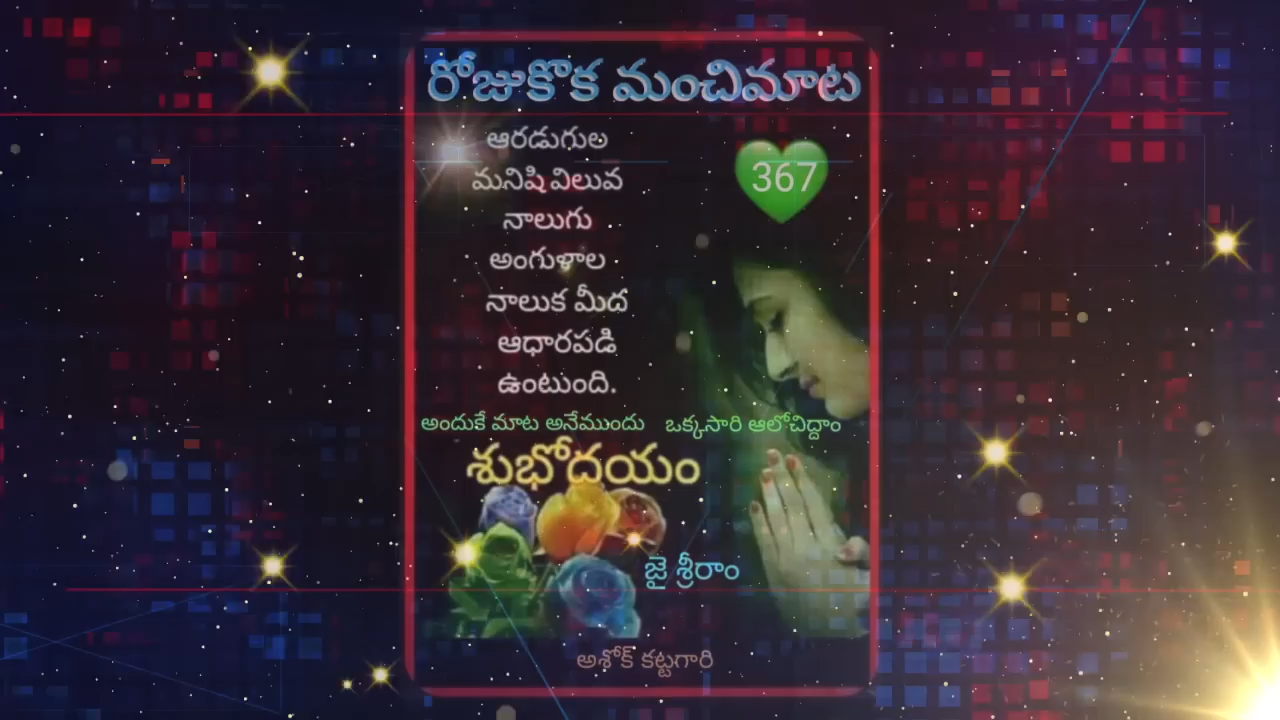 రోజుకొక మంచిమాట
ఆరడుగుల
మనిషి విలువ
నాలుగు
అంగుళాల
నాలుక మీద
ఆధారపడి
ఉంటుంది.
367
అందుకే మాట అనేముందు ఒక్కసారి ఆలోచిద్దాం
శుభోదయం
జై శ్రీరాం
అశోక్ కట్టగారి